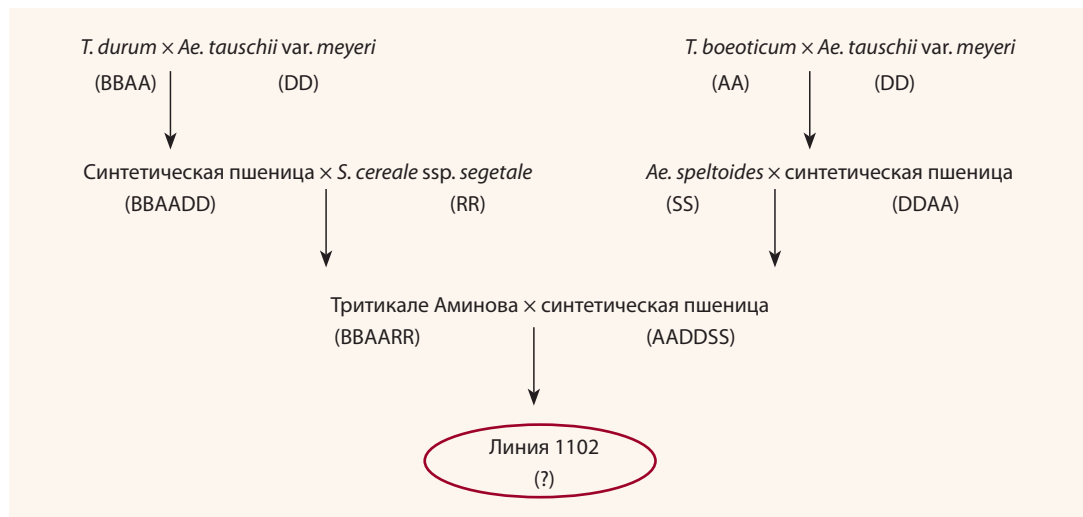 T. durum × Ae. tauschii var. meyeri
T. boeoticum × Ae. tauschii var. meyeri
(BBAA) (DD)
(AA) (DD)
Синтетическая пшеница × S. cereale ssp. segetale
Ae. speltoides × синтетическая пшеница
(BBAADD) (RR)
(SS) (DDAA)
Тритикале Аминова × синтетическая пшеница
(BBAARR) (AADDSS)
Линия 1102
(?)